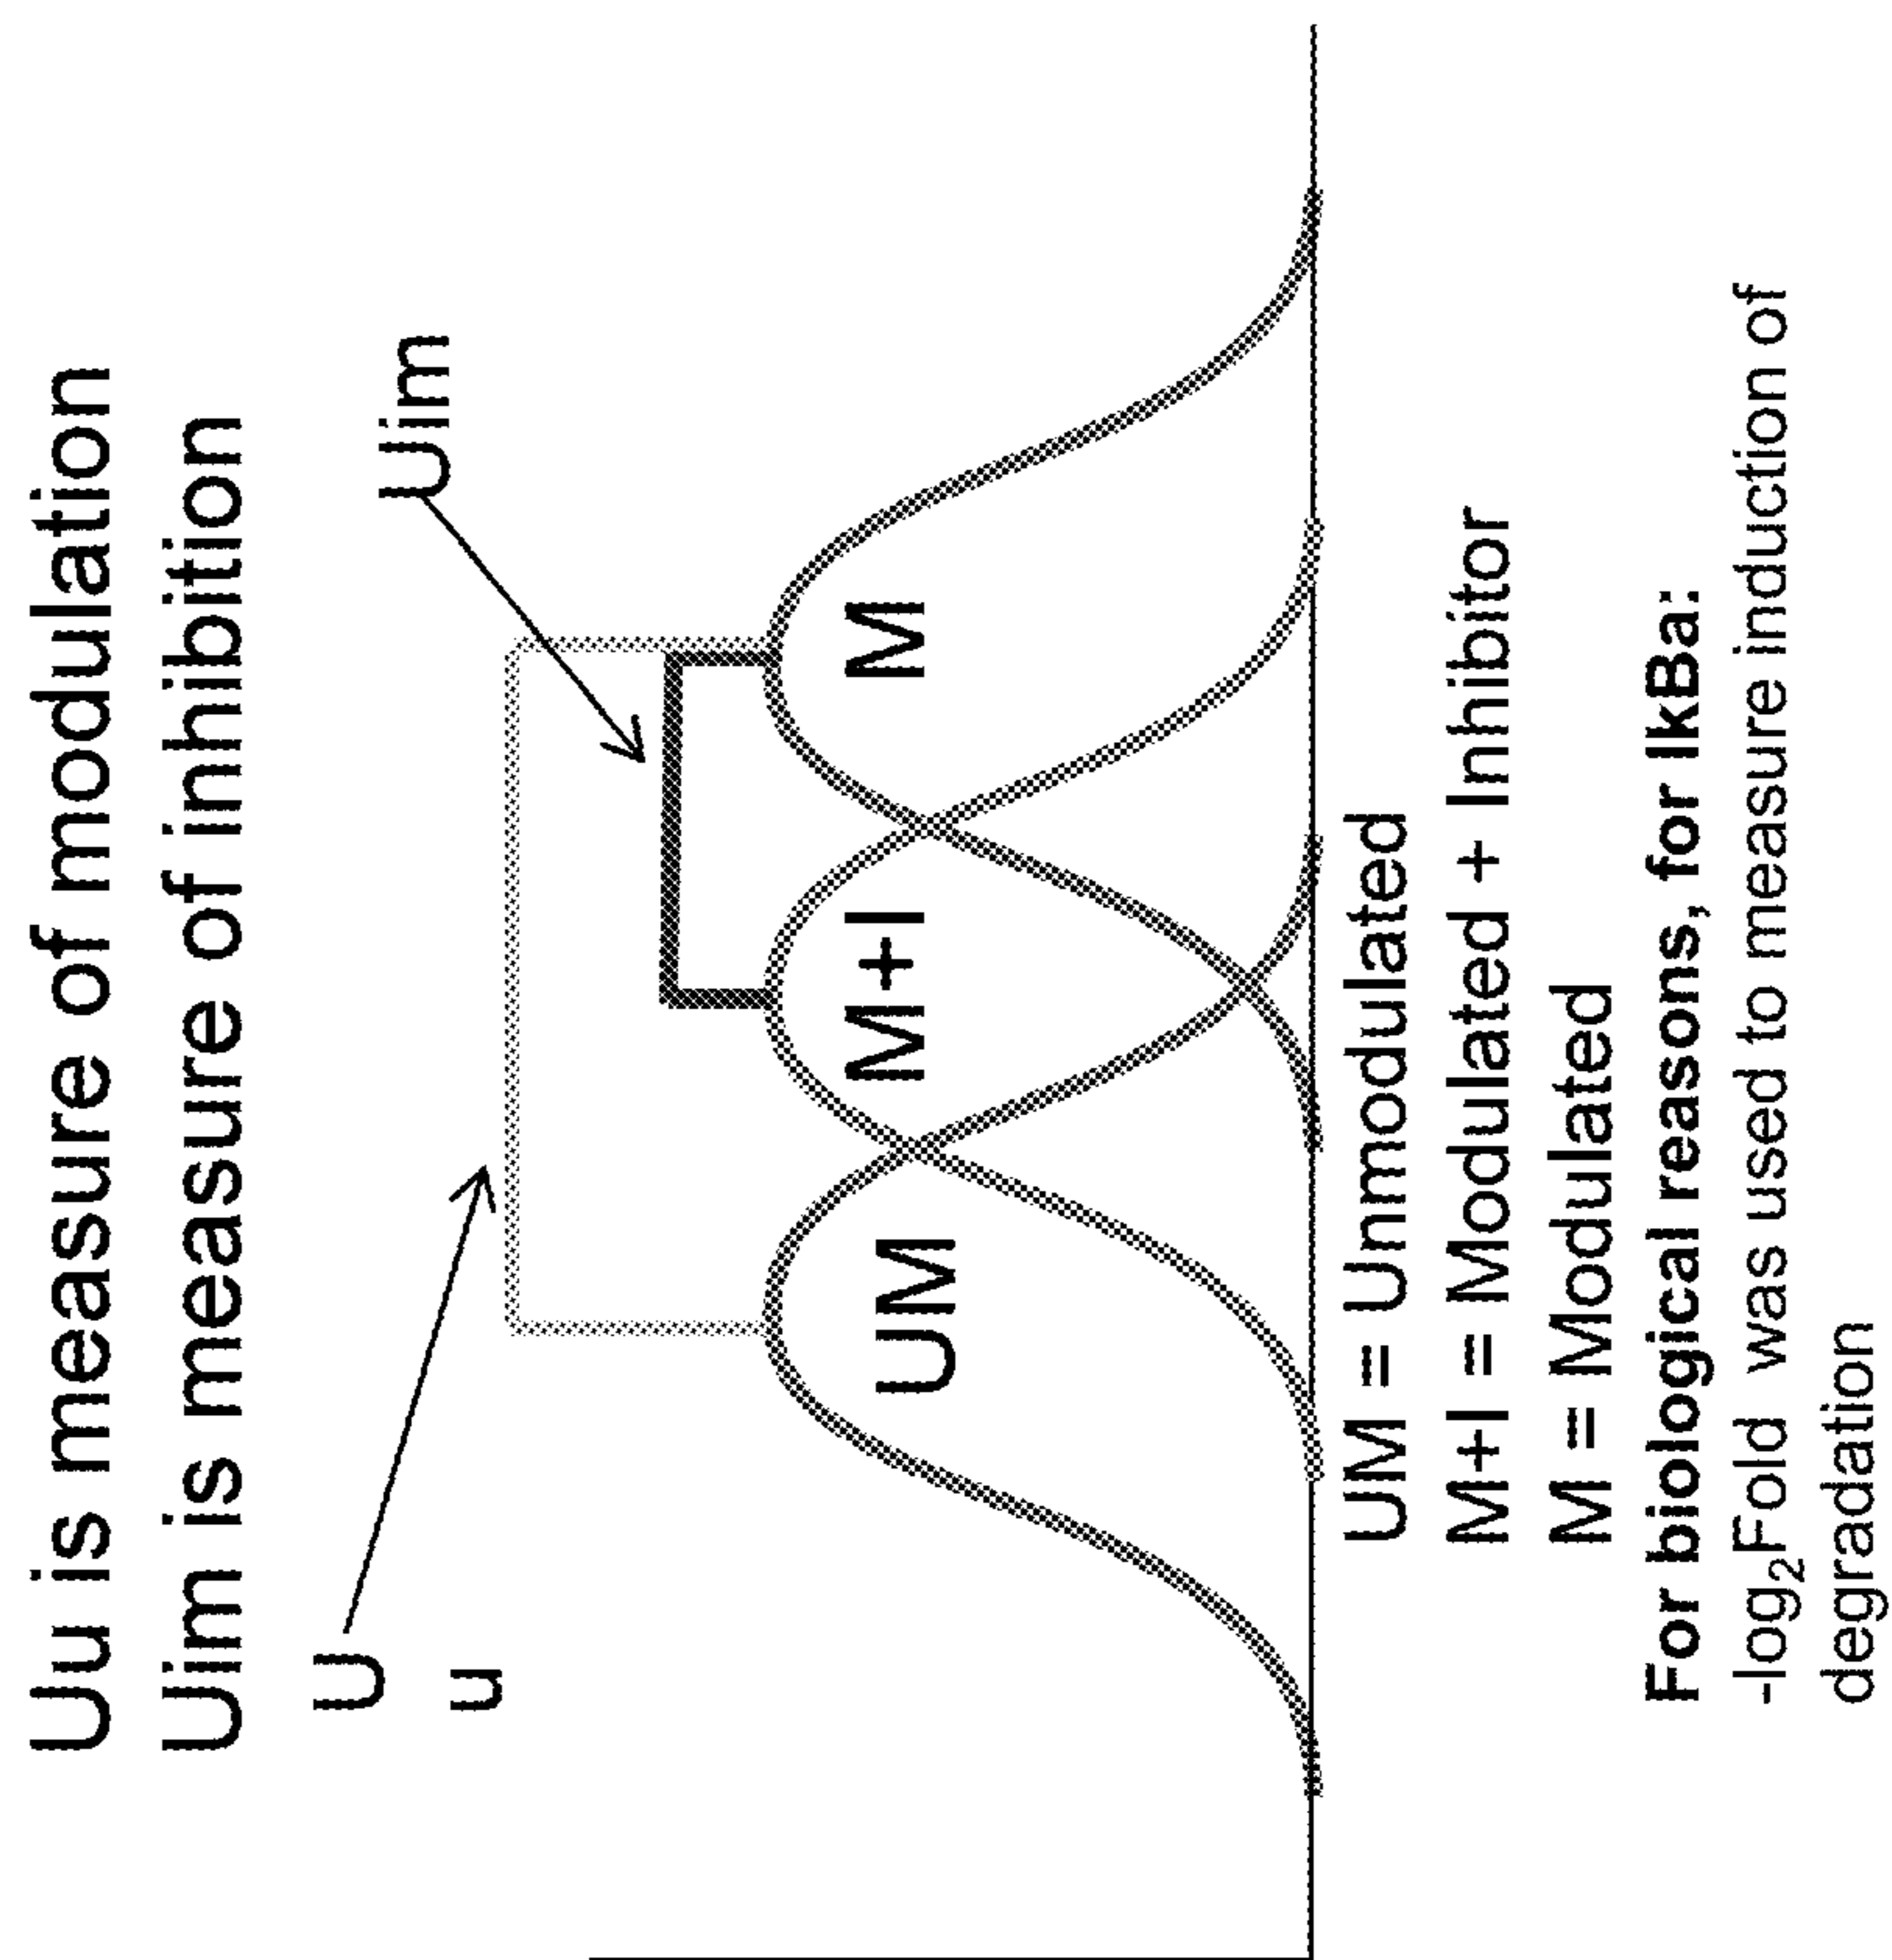 Uu is measure of modulation
Uim is measure of inhibition
U
u
Uim
UM
M+I
M
UM = Unmodulated
M+I = Modulated + Inhibitor
M = Modulated
For biological reasons, for IkBa:
-log₂Fold was used to measure induction of
degradation